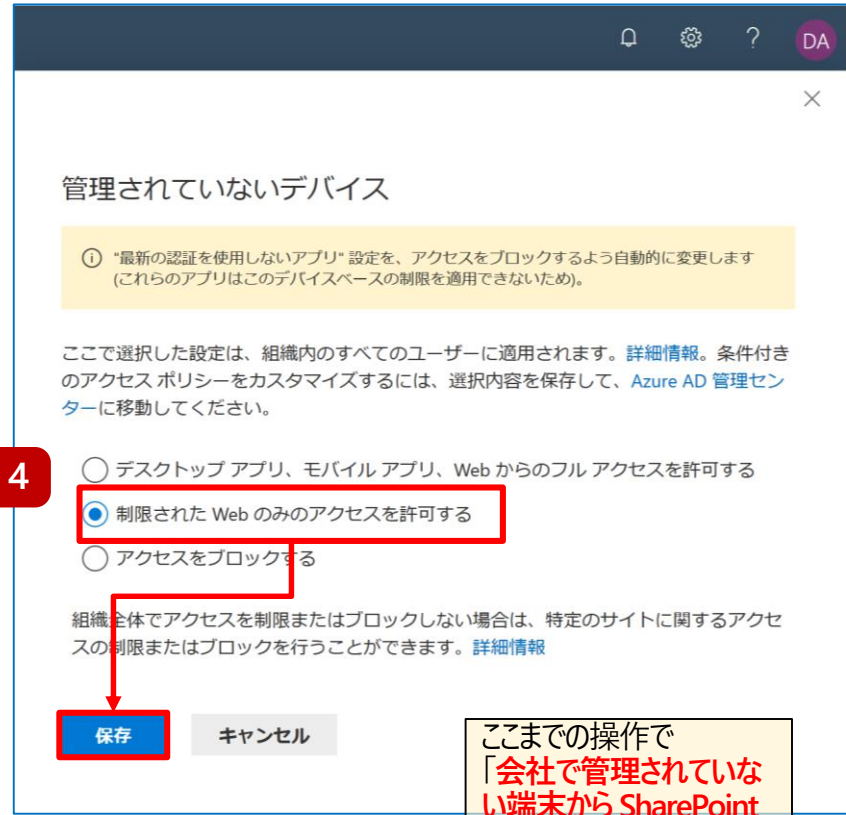 DA
管理されていないデバイス
"最新の認証を使用しないアプリ" 設定を、アクセスをブロックするよう自動的に変更します
(これらのアプリはこのデバイスベースの制限を適用できないため)。
ここで選択した設定は、組織内のすべてのユーザーに適用されます。詳細情報。条件付き
のアクセス ポリシーをカスタマイズするには、選択内容を保存して、Azure AD 管理セン
ターに移動してください。
4
デスクトップ アプリ、モバイル アプリ、Web からのフル アクセスを許可する
制限された Web のみのアクセスを許可する
アクセスをブロックする
組織全体でアクセスを制限またはブロックしない場合は、特定のサイトに関するアクセ
スの制限またはブロックを行うことができます。詳細情報
保存 キャンセル
ここまでの操作で
「会社で管理されていな
い端末から SharePoint